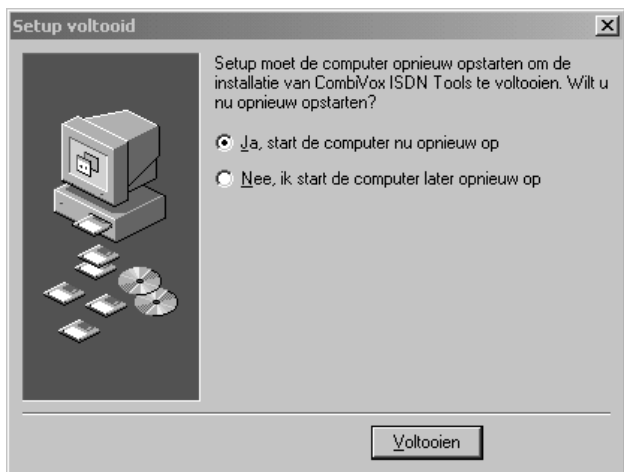 Setup voltooid
Setup moet de computer opnieuw opstarten om de
installatie van CombiVox ISDN Tools te voltooien. Wilt u
nu opnieuw opstarten?
Ja, start de computer nu opnieuw op
Nee, ik start de computer later opnieuw op
Voltooien